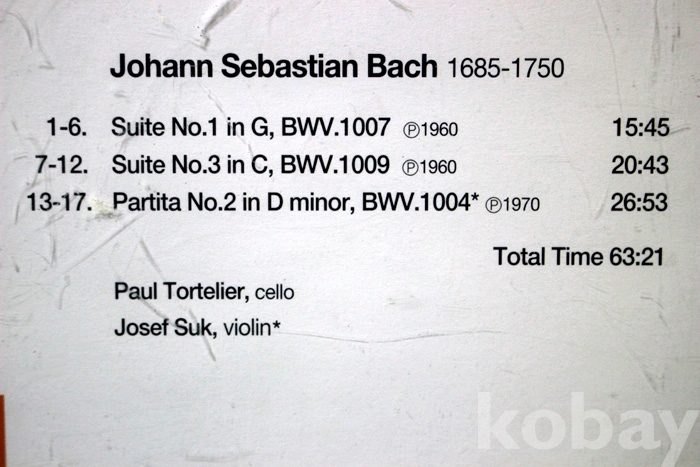 Johann Sebastian Bach 1685-1750
1-6. Suite No.1 in G, BWV.1007 ℗1960 15:45
7-12. Suite No.3 in C, BWV.1009 ℗1960 20:43
13-17. Partita No.2 in D minor, BWV.1004* ℗1970 26:53
Total Time 63:21
Paul Tortelier, cello
Josef Suk, violin*
kobay